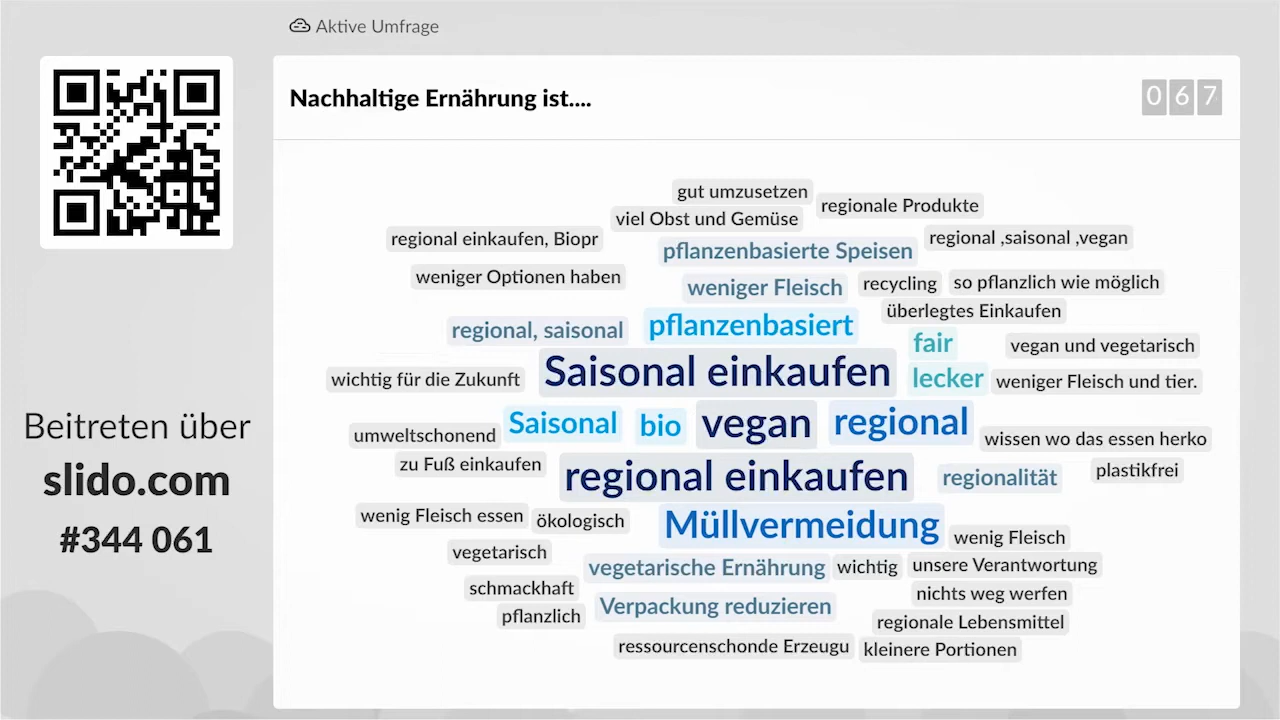 Aktive Umfrage
Nachhaltige Ernährung ist....
067
gut umzusetzen
regionale Produkte
viel Obst und Gemüse
regional einkaufen, Biopr
regional ,saisonal ,vegan
pflanzenbasierte Speisen
weniger Optionen haben
weniger Fleisch
recycling
so pflanzlich wie möglich
überlegtes Einkaufen
regional, saisonal
pflanzenbasiert
fair
vegan und vegetarisch
wichtig für die Zukunft
Saisonal einkaufen
lecker
weniger Fleisch und tier.
umweltschonend
Saisonal
bio
vegan
regional
wissen wo das essen herko
zu Fuß einkaufen
regional einkaufen
regionalität
plastikfrei
wenig Fleisch essen
ökologisch
Müllvermeidung
wenig Fleisch
vegetarisch
vegetarische Ernährung
wichtig
unsere Verantwortung
schmackhaft
nichts weg werfen
pflanzlich
Verpackung reduzieren
regionale Lebensmittel
ressourcenschonde Erzeugu
kleinere Portionen
Beitreten über
slido.com
#344 061